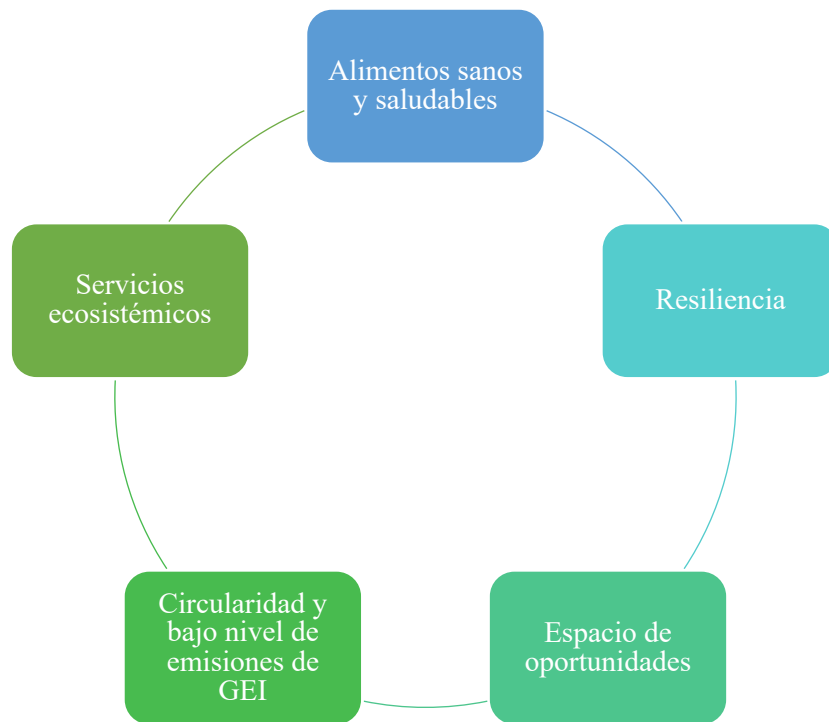 Alimentos sanos
y saludables
Resiliencia
Espacio de
oportunidades
Circularidad y
bajo nivel de
emisiones de
GEI
Servicios
ecosistémicos